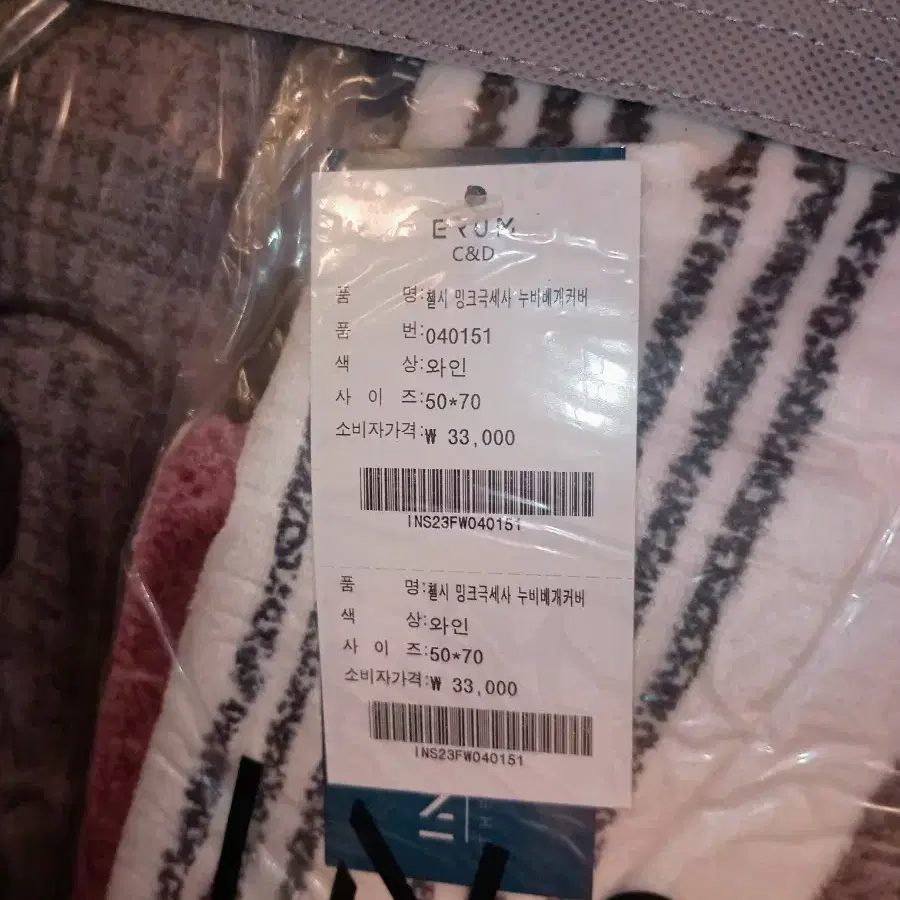 ERUM
C&D
품 명:첼시 밍크극세사 누비베개커버
품 번:040151
색 상:와인
사 이 즈:50*70
소비자가격:₩ 33,000
INS23FW040151
품 명:첼시 밍크극세사 누비베개커버
색 상:와인
사 이 즈:50*70
소비자가격:₩ 33,000
INS23FW040151